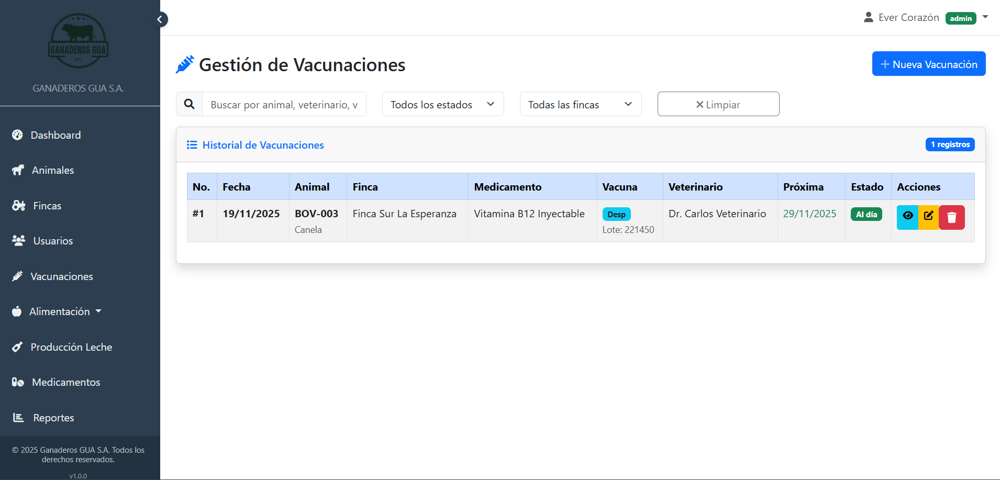 GANADEROS GUA
S.A.
GANADEROS GUA S.A.
Dashboard
Animales
Fincas
Usuarios
Vacunaciones
Alimentación
Producción Leche
Medicamentos
Reportes
© 2025 Ganaderos GUA S.A. Todos los
derechos reservados.
v1.0.0
Ever Corazón admin
Gestión de Vacunaciones
Nueva Vacunación
Buscar por animal, veterinario, v
Todos los estados
Todas las fincas
Limpiar
Historial de Vacunaciones
1 registros
No. Fecha Animal Finca Medicamento Vacuna Veterinario Próxima Estado Acciones
#1 19/11/2025 BOV-003 Finca Sur La Esperanza Vitamina B12 Inyectable Desp Dr. Carlos Veterinario 29/11/2025 Al día
Canela Lote: 221450